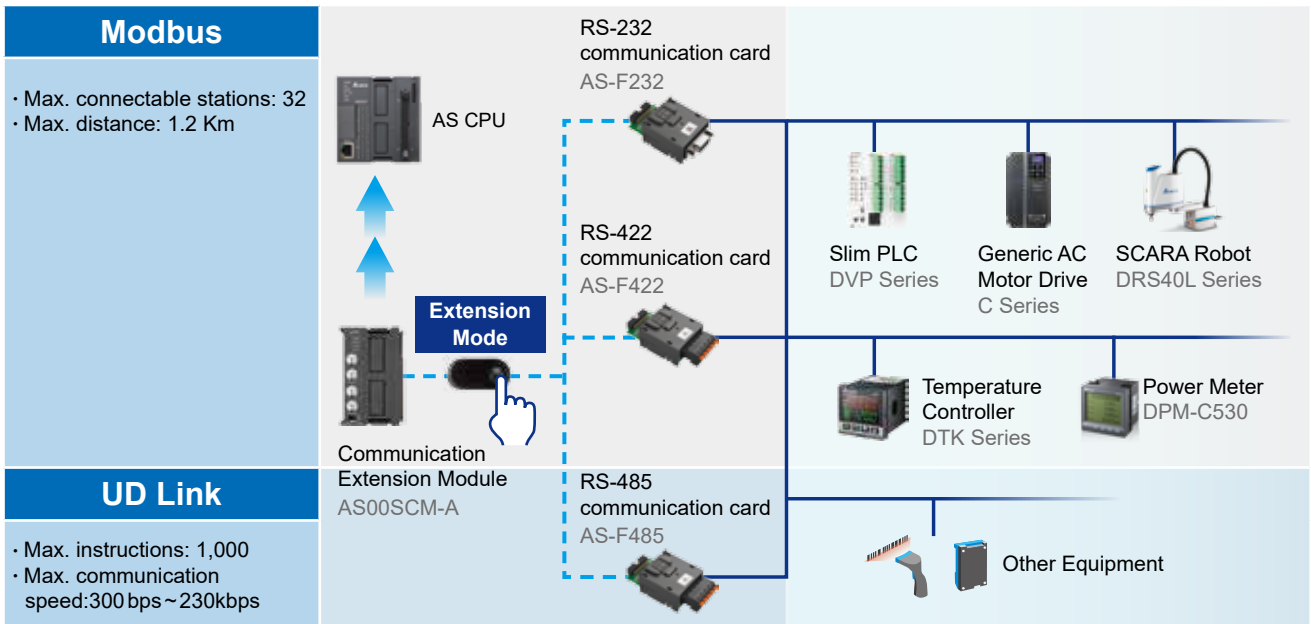 Modbus
· Max. connectable stations: 32
· Max. distance: 1.2 Km
AS CPU
RS-232
communication card
AS-F232
RS-422
communication card
AS-F422
Extension
Mode
Communication
Extension Module
AS00SCM-A
Slim PLC
DVP Series
Generic AC
Motor Drive
C Series
SCARA Robot
DRS40L Series
Temperature
Controller
DTK Series
Power Meter
DPM-C530
UD Link
· Max. instructions: 1,000
· Max. communication
speed:300 bps~230kbps
RS-485
communication card
AS-F485
Other Equipment